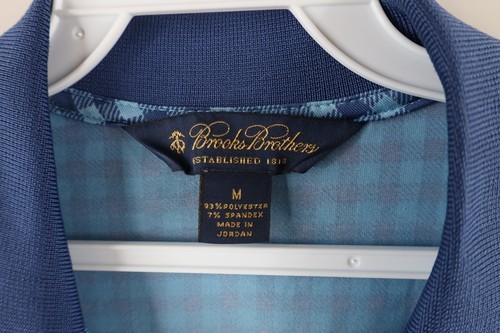 Brooks Brothers
ESTABLISHED 1818
M
93% POLYESTER
7% SPANDEX
MADE IN
JORDAN